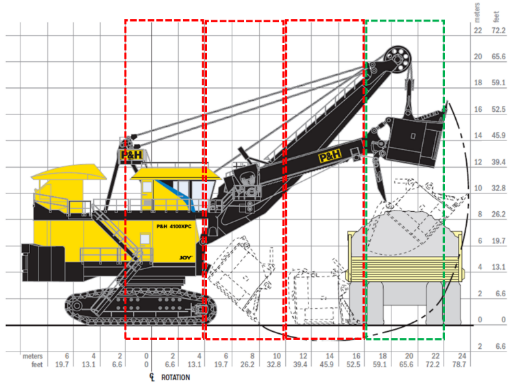 meters
feet
22 72.2
20 65.6
18 59.1
16 52.5
14 45.9
12 39.4
10 32.8
8 26.2
6 19.7
4 13.1
2 6.6
0 0
2 6.6
P&H
P&H
P&H 4100XPC
JOY
meters 6 4 2 0 2 4 6 8 10 12 14 16 18 20 22 24
feet 19.7 13.1 6.6 0 6.6 13.1 19.7 26.2 32.8 39.4 45.9 52.5 59.1 65.6 72.2 78.7
℄ ROTATION